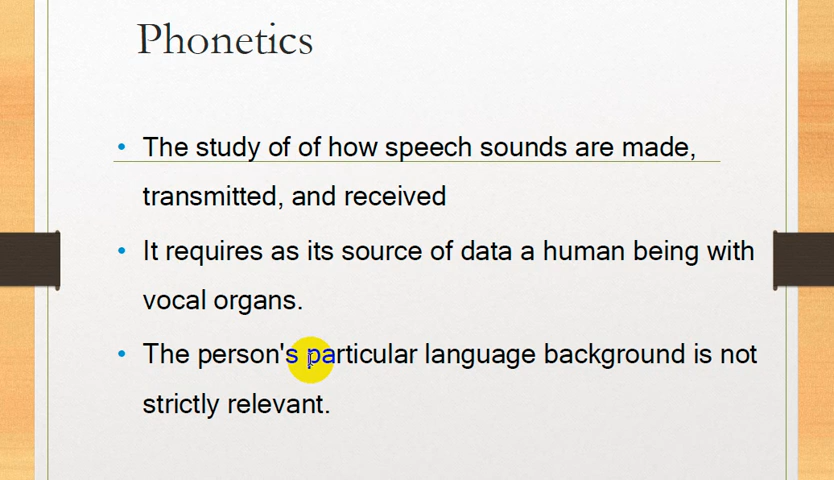 Phonetics
• The study of of how speech sounds are made,
transmitted, and received
• It requires as its source of data a human being with
vocal organs.
• The person's particular language background is not
strictly relevant.